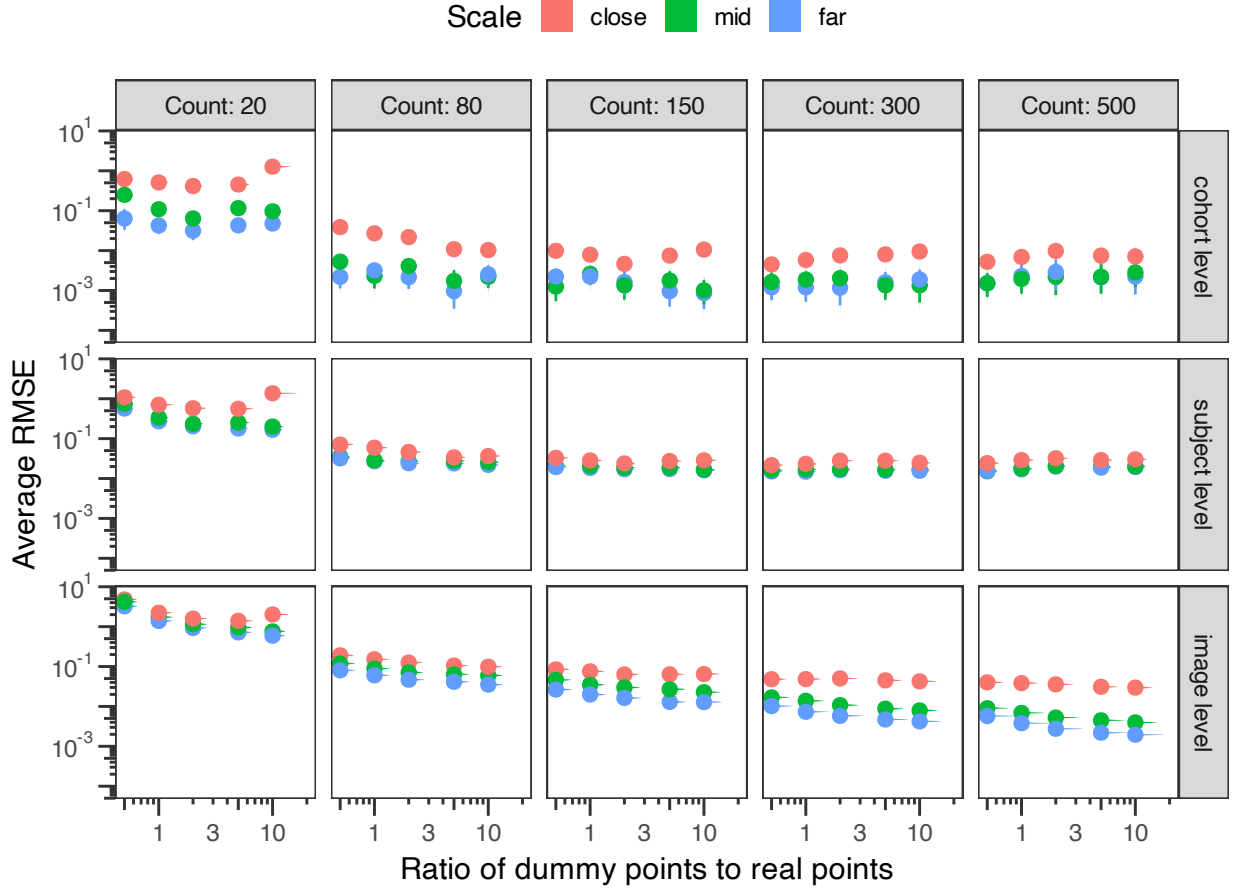 Scale close mid far
Count: 20 Count: 80 Count: 150 Count: 300 Count: 500
Average RMSE
10^1
10^-1
10^-3
cohort level
10^1
10^-1
10^-3
subject level
10^1
10^-1
10^-3
image level
1 3 10 1 3 10 1 3 10 1 3 10 1 3 10
Ratio of dummy points to real points